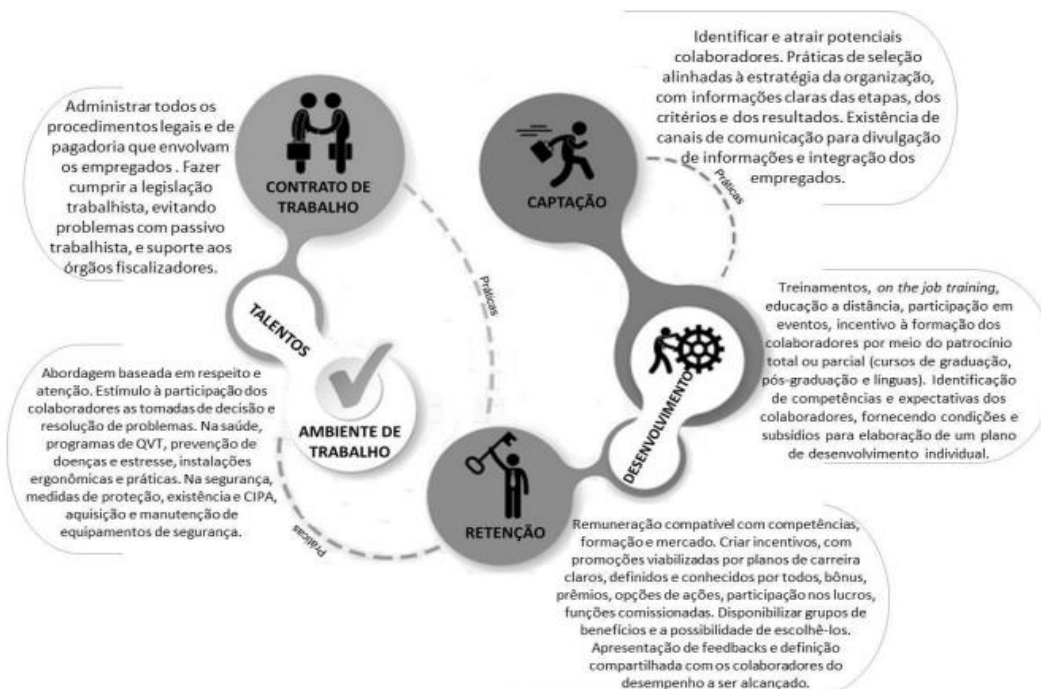 Administrar todos os
procedimentos legais e de
pagadoria que envolvam
os empregados . Fazer
cumprir a legislação
trabalhista, evitando
problemas com passivo
trabalhista, e suporte aos
órgãos fiscalizadores.
CONTRATO DE
TRABALHO
CAPTAÇÃO
Identificar e atrair potenciais
colaboradores. Práticas de seleção
alinhadas à estratégia da organização,
com informações claras das etapas, dos
critérios e dos resultados. Existência de
canais de comunicação para divulgação
de informações e integração dos
empregados.
Práticas
Práticas
TALENTOS
Treinamentos, on the job training,
educação a distância, participação em
eventos, incentivo à formação dos
colaboradores por meio do patrocínio
total ou parcial (cursos de graduação,
pós-graduação e línguas). Identificação
de competências e expectativas dos
colaboradores, fornecendo condições e
subsídios para elaboração de um plano
de desenvolvimento individual.
DESENVOLVIMENTO
Abordagem baseada em respeito e
atenção. Estímulo à participação dos
colaboradores as tomadas de decisão e
resolução de problemas. Na saúde,
programas de QVT, prevenção de
doenças e estresse, instalações
ergonômicas e práticas. Na segurança,
medidas de proteção, existência e CIPA,
aquisição e manutenção de
equipamentos de segurança.
AMBIENTE DE
TRABALHO
Práticas
RETENÇÃO
Remuneração compatível com competências,
formação e mercado. Criar incentivos, com
promoções viabilizadas por planos de carreira
claros, definidos e conhecidos por todos, bônus,
prêmios, opções de ações, participação nos lucros,
funções comissionadas. Disponibilizar grupos de
benefícios e a possibilidade de escolhê-los.
Apresentação de feedbacks e definição
compartilhada com os colaboradores do
desempenho a ser alcançado.